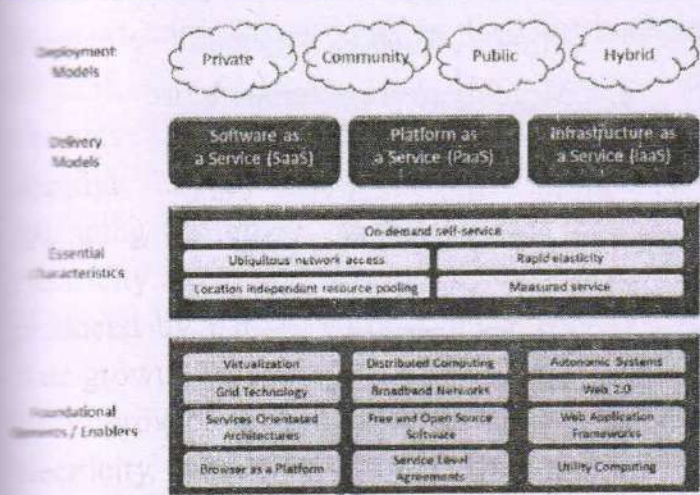 Deployment
Models
Private
Community
Public
Hybrid
Delivery
Models
Software as
a Service (SaaS)
Platform as
a Service (PaaS)
Infrastructure as
a Service (IaaS)
Essential
Characteristics
On-demand self-service
Ubiquitous network access
Rapid elasticity
Location independent resource pooling
Measured service
Foundational
Elements / Enablers
Virtualization
Distributed Computing
Autonomic Systems
Grid Technology
Broadband Networks
Web 2.0
Services Orientated
Architectures
Free and Open Source
Software
Web Application
Frameworks
Browser as a Platform
Service Level
Agreements
Utility Computing